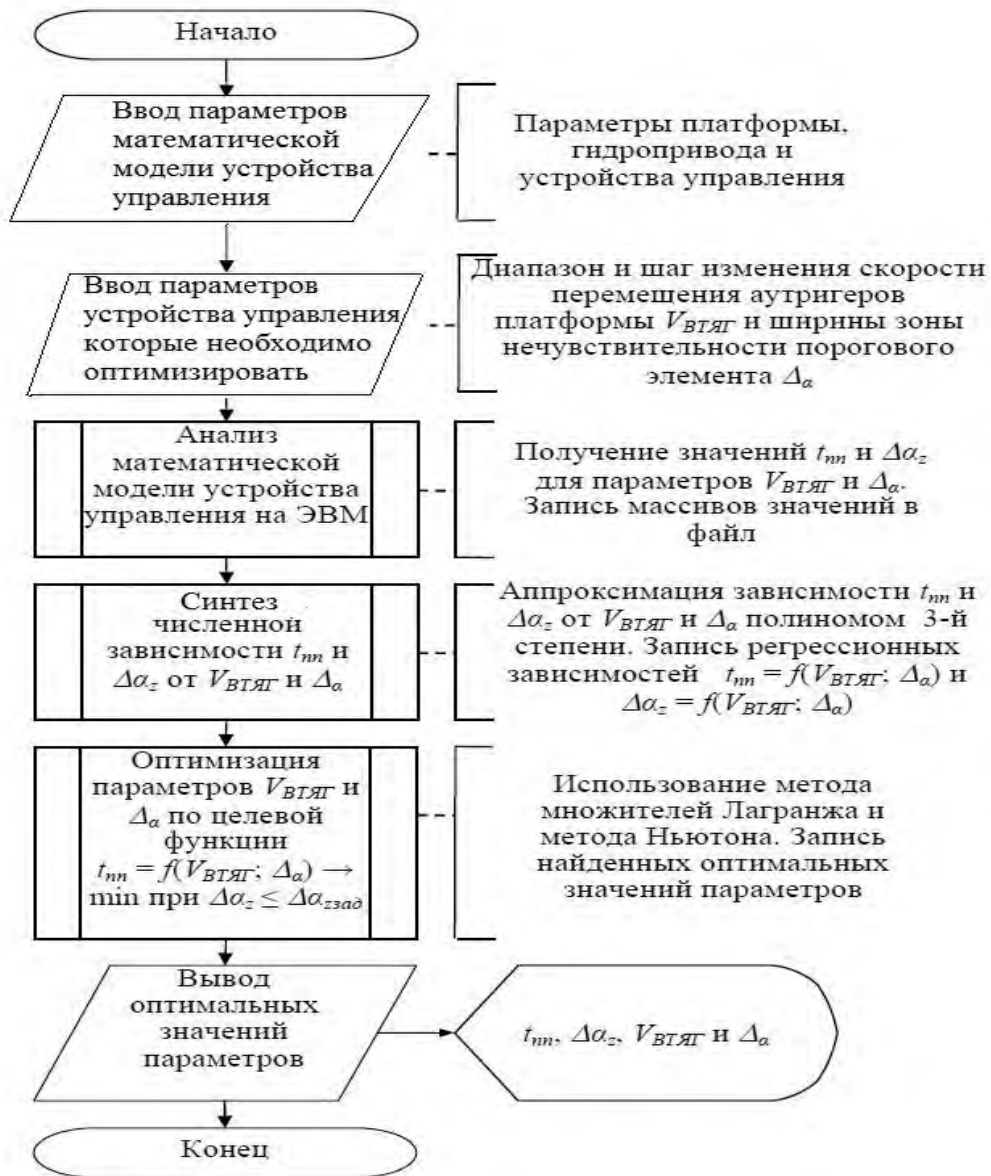 Начало
Ввод параметров
математической
модели устройства
управления
Параметры платформы,
гидропривода и
устройства управления
Ввод параметров
устройства управления
которые необходимо
оптимизировать
Диапазон и шаг изменения скорости
перемещения аутригеров
платформы V_ВТЯГ и ширины зоны
нечувствительности порогового
элемента Δ_α
Анализ
математической
модели устройства
управления на ЭВМ
Получение значений t_пп и Δα_z
для параметров V_ВТЯГ и Δ_α.
Запись массивов значений в
файл
Синтез
численной
зависимости t_пп и
Δα_z от V_ВТЯГ и Δ_α
Аппроксимация зависимости t_пп и
Δα_z от V_ВТЯГ и Δ_α полиномом 3-й
степени. Запись регрессионных
зависимостей t_пп = f(V_ВТЯГ; Δ_α) и
Δα_z = f(V_ВТЯГ; Δ_α)
Оптимизация
параметров V_ВТЯГ и
Δ_α по целевой
функции
t_пп = f(V_ВТЯГ; Δ_α) →
min при Δα_z ≤ Δα_zзад
Использование метода
множителей Лагранжа и
метода Ньютона. Запись
найденных оптимальных
значений параметров
Вывод
оптимальных
значений
параметров
t_пп, Δα_z, V_ВТЯГ и Δ_α
Конец